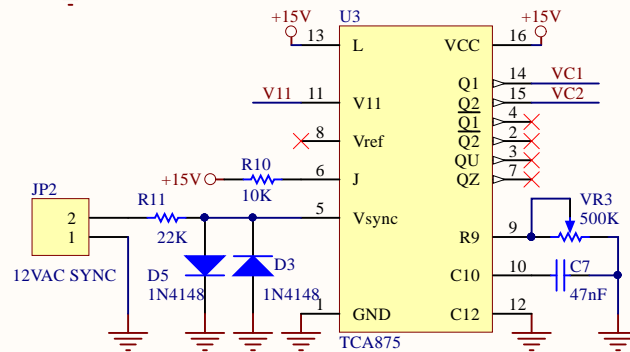 +15V
U3
+15V
13
L
VCC
16
V11
11
V11
Q1
14
VC1
Q2
15
VC2
Q1
4
8
Vref
Q2
2
QU
3
R10
+15V
6
J
QZ
7
10K
JP2
R11
VR3
2
5
Vsync
500K
1
22K
R9
9
12VAC SYNC
D5
D3
C10
10
C7
1N4148
1N4148
47nF
1
GND
C12
12
TCA875